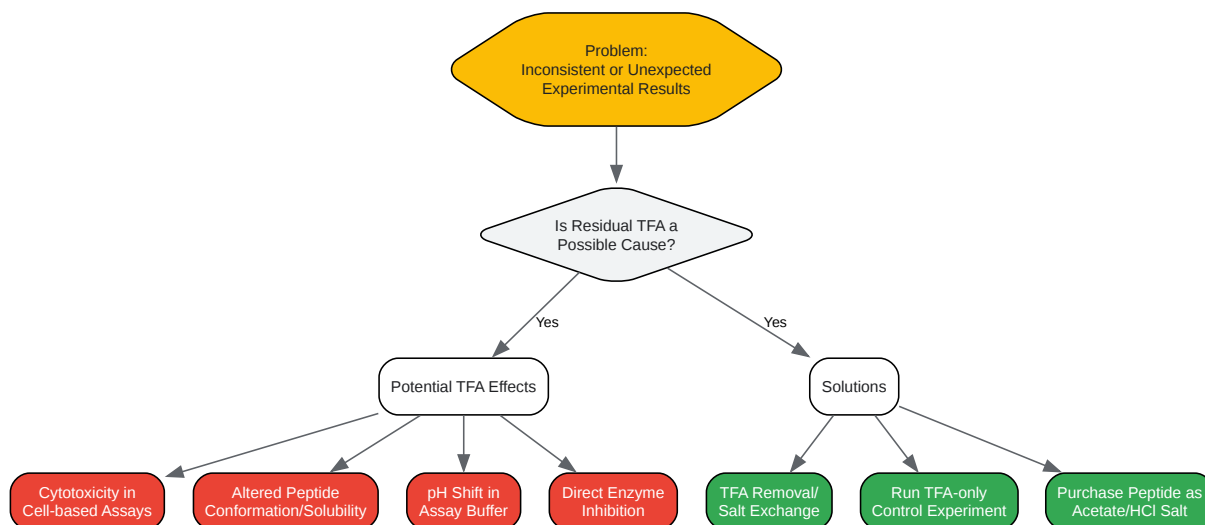 Problem:
Inconsistent or Unexpected
Experimental Results
Is Residual TFA a
Possible Cause?
Yes
Yes
Potential TFA Effects
Solutions
Cytotoxicity in
Cell-based Assays
Altered Peptide
Conformation/Solubility
pH Shift in
Assay Buffer
Direct Enzyme
Inhibition
TFA Removal/
Salt Exchange
Run TFA-only
Control Experiment
Purchase Peptide as
Acetate/HCl Salt